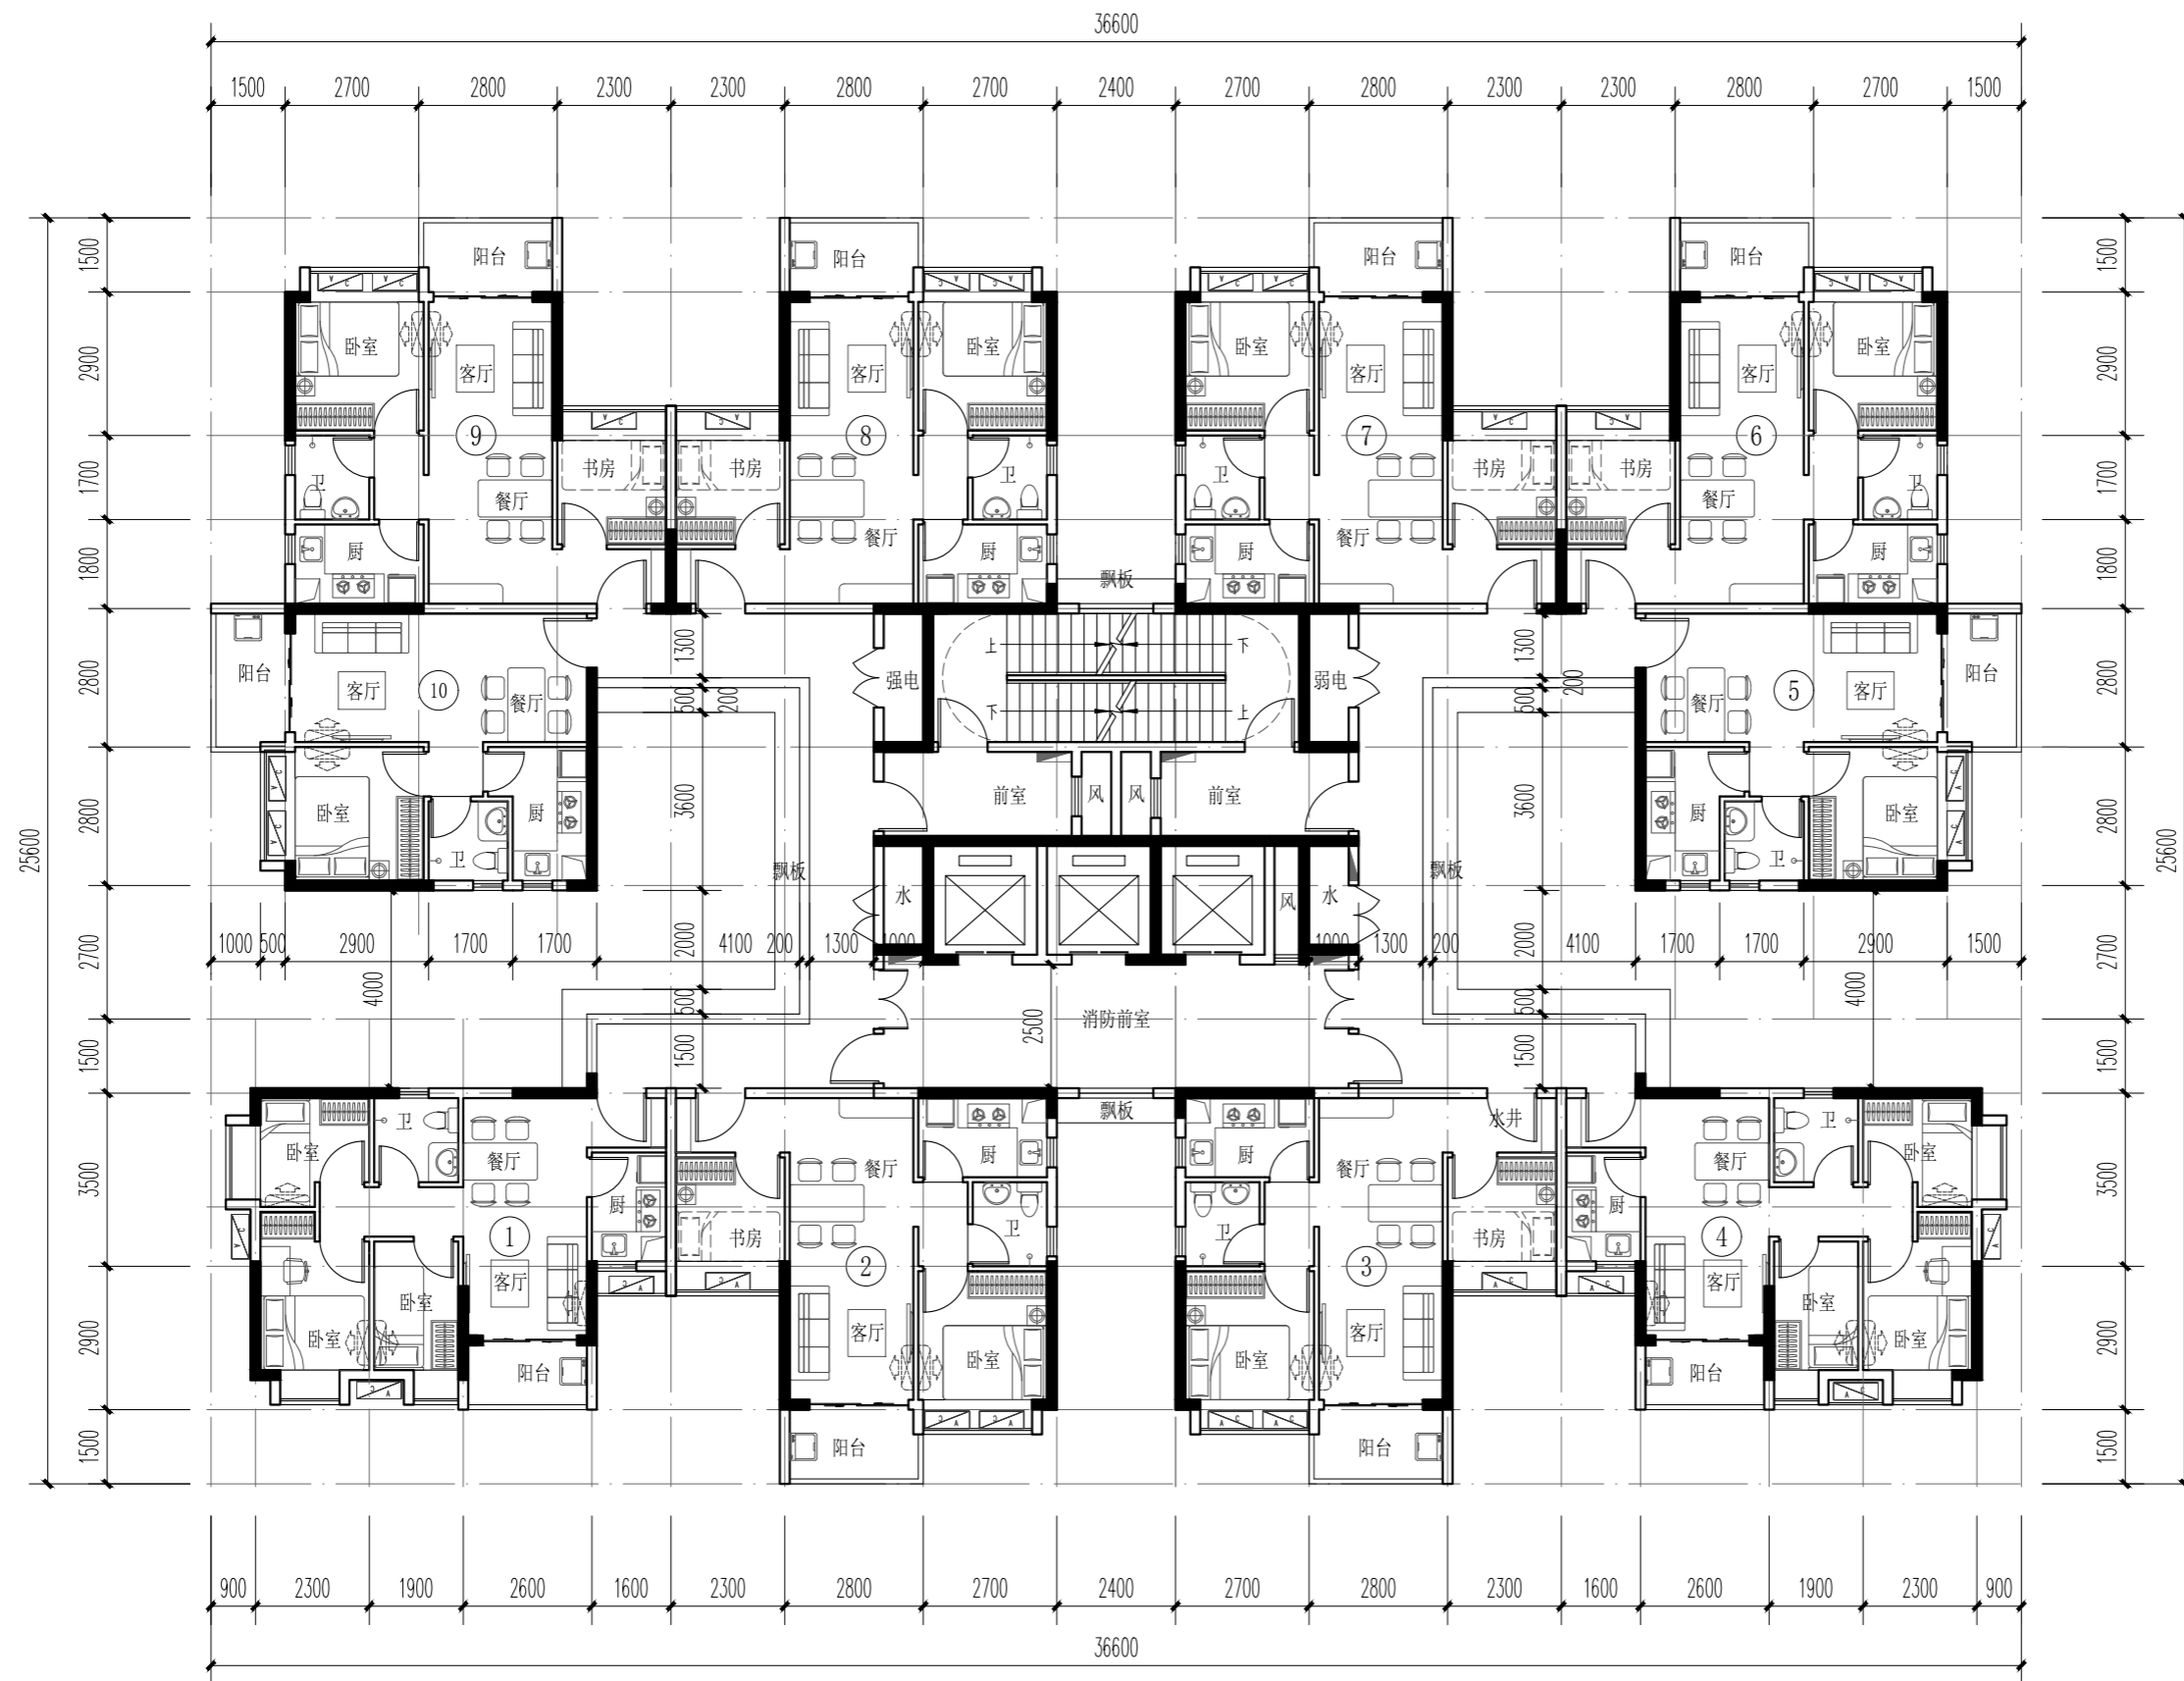 36600
1500 2700 2800 2300 2300 2800 2700 2400 2700 2800 2300 2300 2800 2700 1500
阳台 阳台 阳台 阳台
1500 1500
A C A C A C A C A C A C A C A C
卧室 客厅 客厅 卧室 卧室 客厅 客厅 卧室
2900 2900
A C A C A C A C
9 8 7 6
卫 餐厅 书房 书房 卫 卫 书房 书房 餐厅 卫
1700 1700
餐厅 餐厅
厨 厨 厨 厨
1800 飘板 1800
上 下
1300 1300
阳台 客厅 10 餐厅 强电 弱电 餐厅 5 客厅 阳台
2800 2800
500 200 下 上 500 200
25600 25600
卧室 卫 厨 前室 风 风 前室 厨 卫 卧室
A C A C A C A C
2800 3600 3600 2800
飘板 水 风 水 飘板
1000 500 2900 1700 1700 4100 200 1300 1000 1000 1300 200 4100 1700 1700 2900 1500
2700 4000 2000 2000 4000 2700
500 2500 消防前室 500
1500 1500 1500 1500
飘板 水井
卧室 卫 餐厅 厨 餐厅 厨 厨 餐厅 厨 餐厅 卫 卧室
3500 3500
A C 1 书房 卫 卫 书房 4 A C
2 3
客厅 A C A C A C A C 客厅
卧室 卧室 客厅 卧室 卧室 客厅 卧室 卧室
2900 2900
阳台 阳台
A C A C
A C A C A C A C
阳台 阳台
1500 1500
900 2300 1900 2600 1600 2300 2800 2700 2400 2700 2800 2300 1600 2600 1900 2300 900
36600